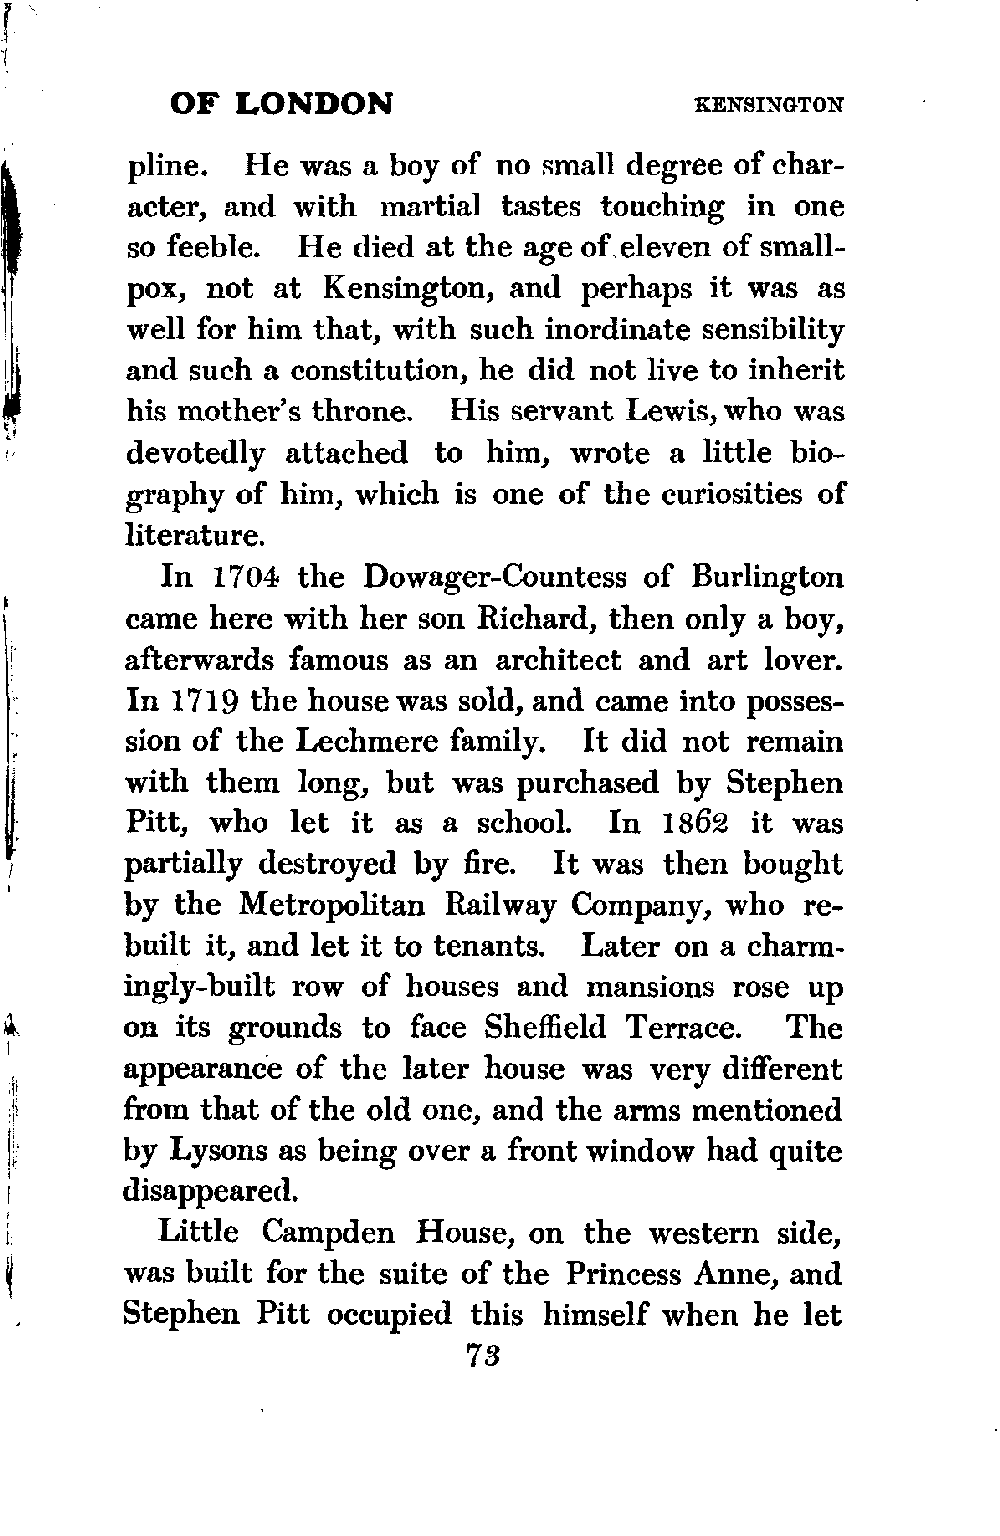 OF LONDON KENSINGTON
pline. He was a boy of no small degree of char-
acter, and with martial tastes touching in one
so feeble. He died at the age of eleven of small-
pox, not at Kensington, and perhaps it was as
well for him that, with such inordinate sensibility
and such a constitution, he did not live to inherit
his mother's throne. His servant Lewis, who was
devotedly attached to him, wrote a little bio-
graphy of him, which is one of the curiosities of
literature.
In 1704 the Dowager-Countess of Burlington
came here with her son Richard, then only a boy,
afterwards famous as an architect and art lover.
In 1719 the house was sold, and came into posses-
sion of the Lechmere family. It did not remain
with them long, but was purchased by Stephen
Pitt, who let it as a school. In 1862 it was
partially destroyed by fire. It was then bought
by the Metropolitan Railway Company, who re-
built it, and let it to tenants. Later on a charm-
ingly-built row of houses and mansions rose up
on its grounds to face Sheffield Terrace. The
appearance of the later house was very different
from that of the old one, and the arms mentioned
by Lysons as being over a front window had quite
disappeared.
Little Campden House, on the western side,
was built for the suite of the Princess Anne, and
Stephen Pitt occupied this himself when he let
73